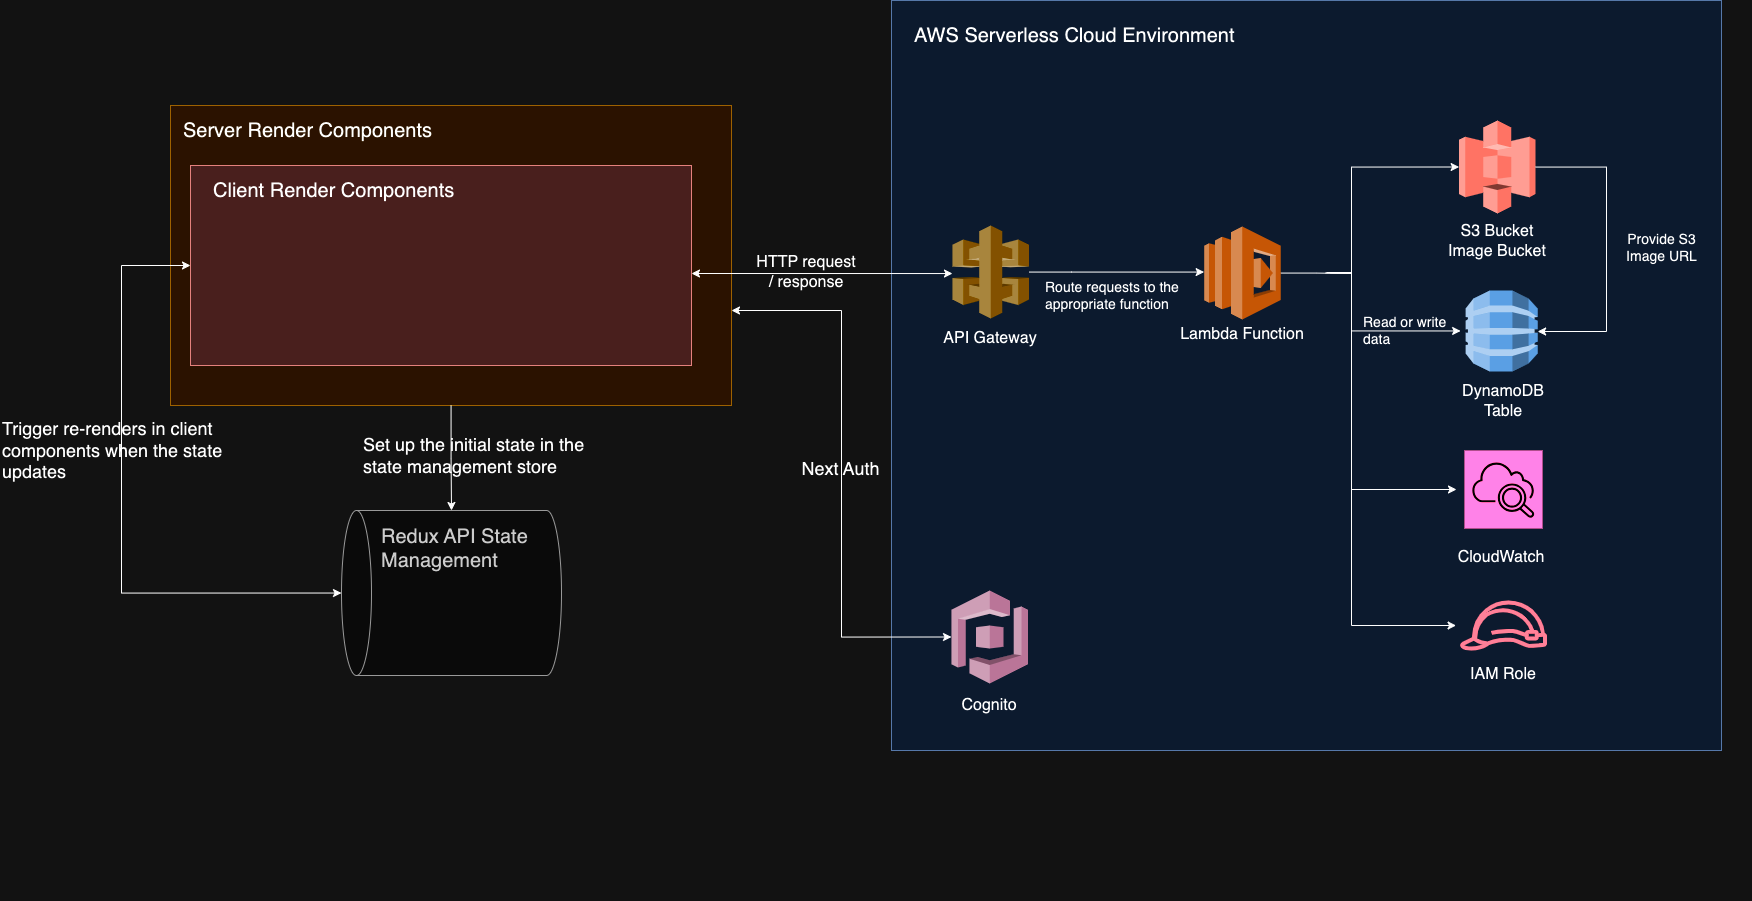 AWS Serverless Cloud Environment
Server Render Components
Client Render Components
HTTP request
/ response
API Gateway
Route requests to the
appropriate function
Lambda Function
S3 Bucket
Image Bucket
Provide S3
Image URL
Read or write
data
DynamoDB
Table
Trigger re-renders in client
components when the state
updates
Set up the initial state in the
state management store
Next Auth
Redux API State
Management
CloudWatch
IAM Role
Cognito